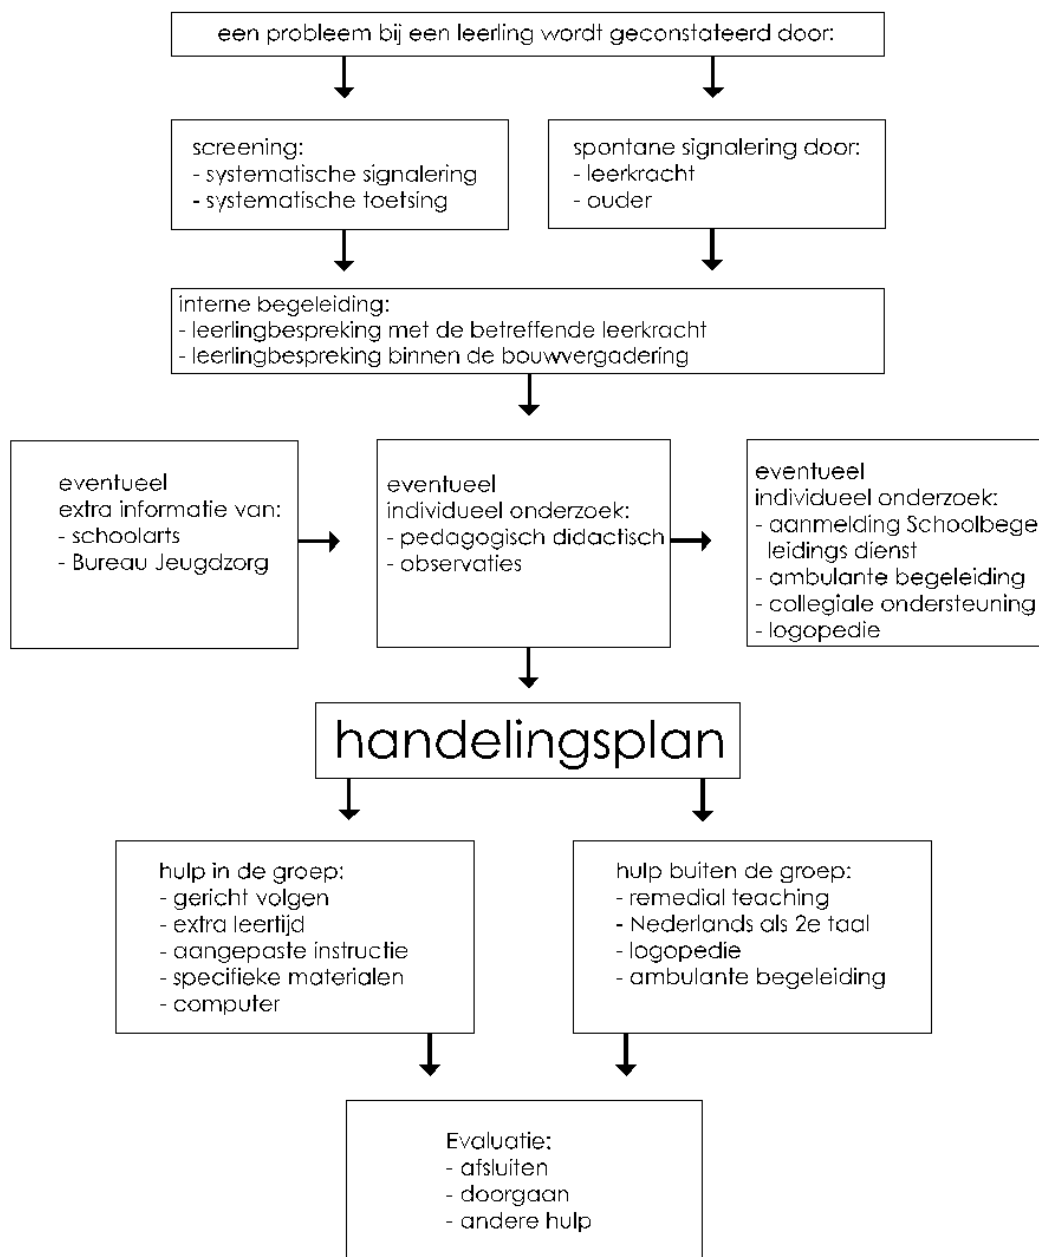 een probleem bij een leerling wordt geconstateerd door:
screening:
- systematische signalering
- systematische toetsing
spontane signalering door:
- leerkracht
- ouder
interne begeleiding:
- leerlingbespreking met de betreffende leerkracht
- leerlingbespreking binnen de bouwvergadering
eventueel
extra informatie van:
- schoolarts
- Bureau Jeugdzorg
eventueel
individueel onderzoek:
- pedagogisch didactisch
- observaties
eventueel
individueel onderzoek:
- aanmelding Schoolbege
leidings dienst
- ambulante begeleiding
- collegiale ondersteuning
- logopedie
handelingsplan
hulp in de groep:
- gericht volgen
- extra leertijd
- aangepaste instructie
- specifieke materialen
- computer
hulp buiten de groep:
- remedial teaching
- Nederlands als 2e taal
- logopedie
- ambulante begeleiding
Evaluatie:
- afsluiten
- doorgaan
- andere hulp